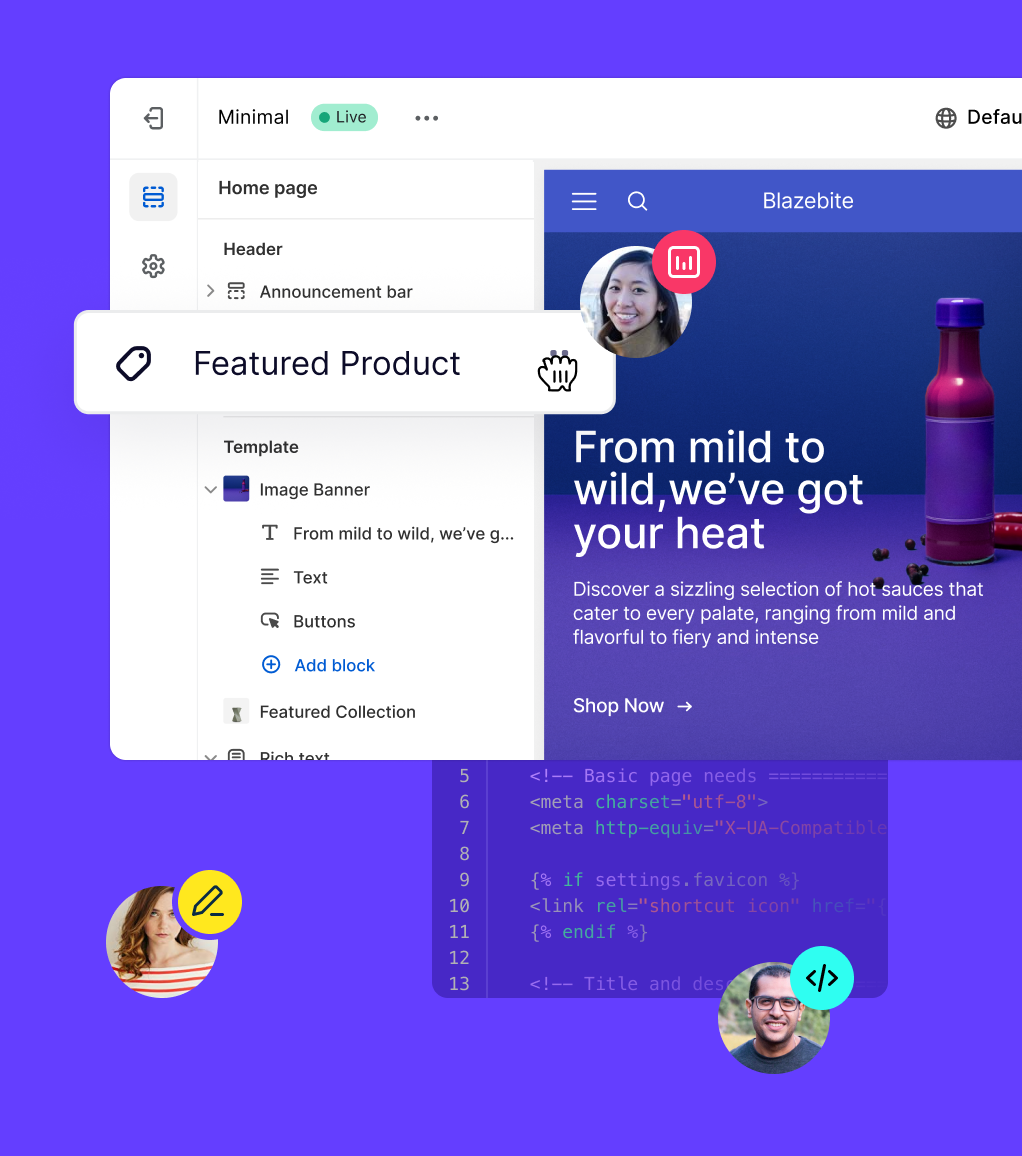 Minimal
Live
Defau
Home page
Header
Announcement bar
Featured Product
Template
Image Banner
From mild to wild, we’ve g...
Text
Buttons
Add block
Featured Collection
Rich text
Blazebite
From mild to
wild,we’ve got
your heat
Discover a sizzling selection of hot sauces that
cater to every palate, ranging from mild and
flavorful to fiery and intense
Shop Now →
5 <!-- Basic page needs ===========
6 <meta charset="utf-8">
7 <meta http-equiv="X-UA-Compatible
8
9 {% if settings.favicon %}
10 <link rel="shortcut icon" href="{
11 {% endif %}
12
13 <!-- Title and des